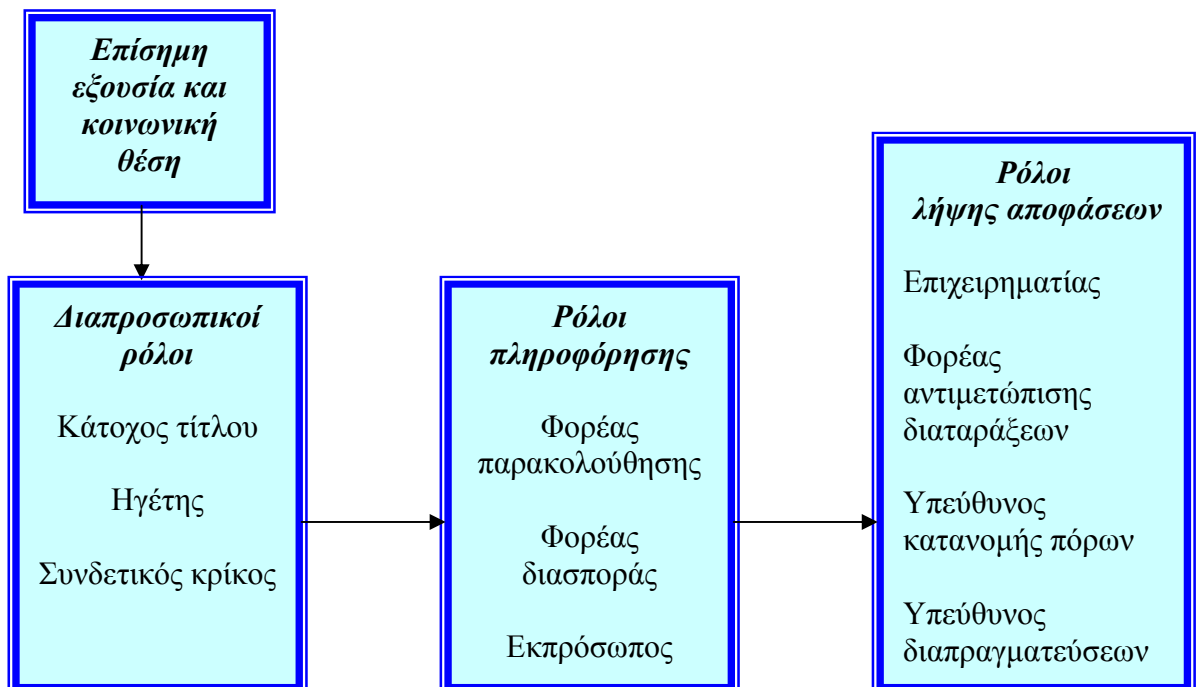 Επίσημη
εξουσία και
κοινωνική
θέση
Διαπροσωπικοί
ρόλοι
Κάτοχος τίτλου
Ηγέτης
Συνδετικός κρίκος
Ρόλοι
πληροφόρησης
Φορέας
παρακολούθησης
Φορέας
διασποράς
Εκπρόσωπος
Ρόλοι
λήψης αποφάσεων
Επιχειρηματίας
Φορέας
αντιμετώπισης
διαταράξεων
Υπεύθυνος
κατανομής πόρων
Υπεύθυνος
διαπραγματεύσεων